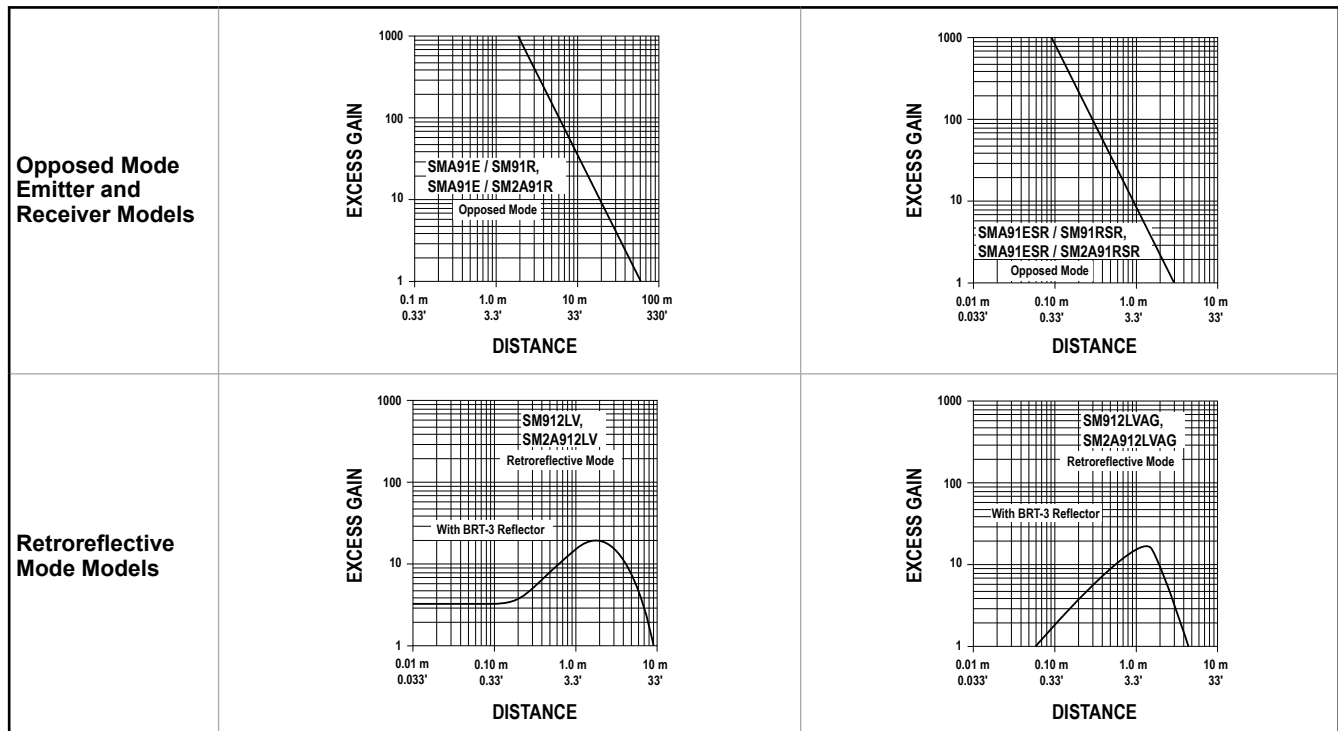 Opposed Mode
Emitter and
Receiver Models
EXCESS GAIN
1000
100
10
1
SMA91E / SM91R,
SMA91E / SM2A91R
Opposed Mode
0.1 m 1.0 m 10 m 100 m
0.33' 3.3' 33' 330'
DISTANCE
EXCESS GAIN
1000
100
10
1
SMA91ESR / SM91RSR,
SMA91ESR / SM2A91RSR
Opposed Mode
0.01 m 0.10 m 1.0 m 10 m
0.033' 0.33' 3.3' 33'
DISTANCE
Retroreflective
Mode Models
EXCESS GAIN
1000
100
10
1
SM912LV,
SM2A912LV
Retroreflective Mode
With BRT-3 Reflector
0.01 m 0.10 m 1.0 m 10 m
0.033' 0.33' 3.3' 33'
DISTANCE
EXCESS GAIN
1000
100
10
1
SM912LVAG,
SM2A912LVAG
Retroreflective Mode
With BRT-3 Reflector
0.01 m 0.10 m 1.0 m 10 m
0.033' 0.33' 3.3' 33'
DISTANCE